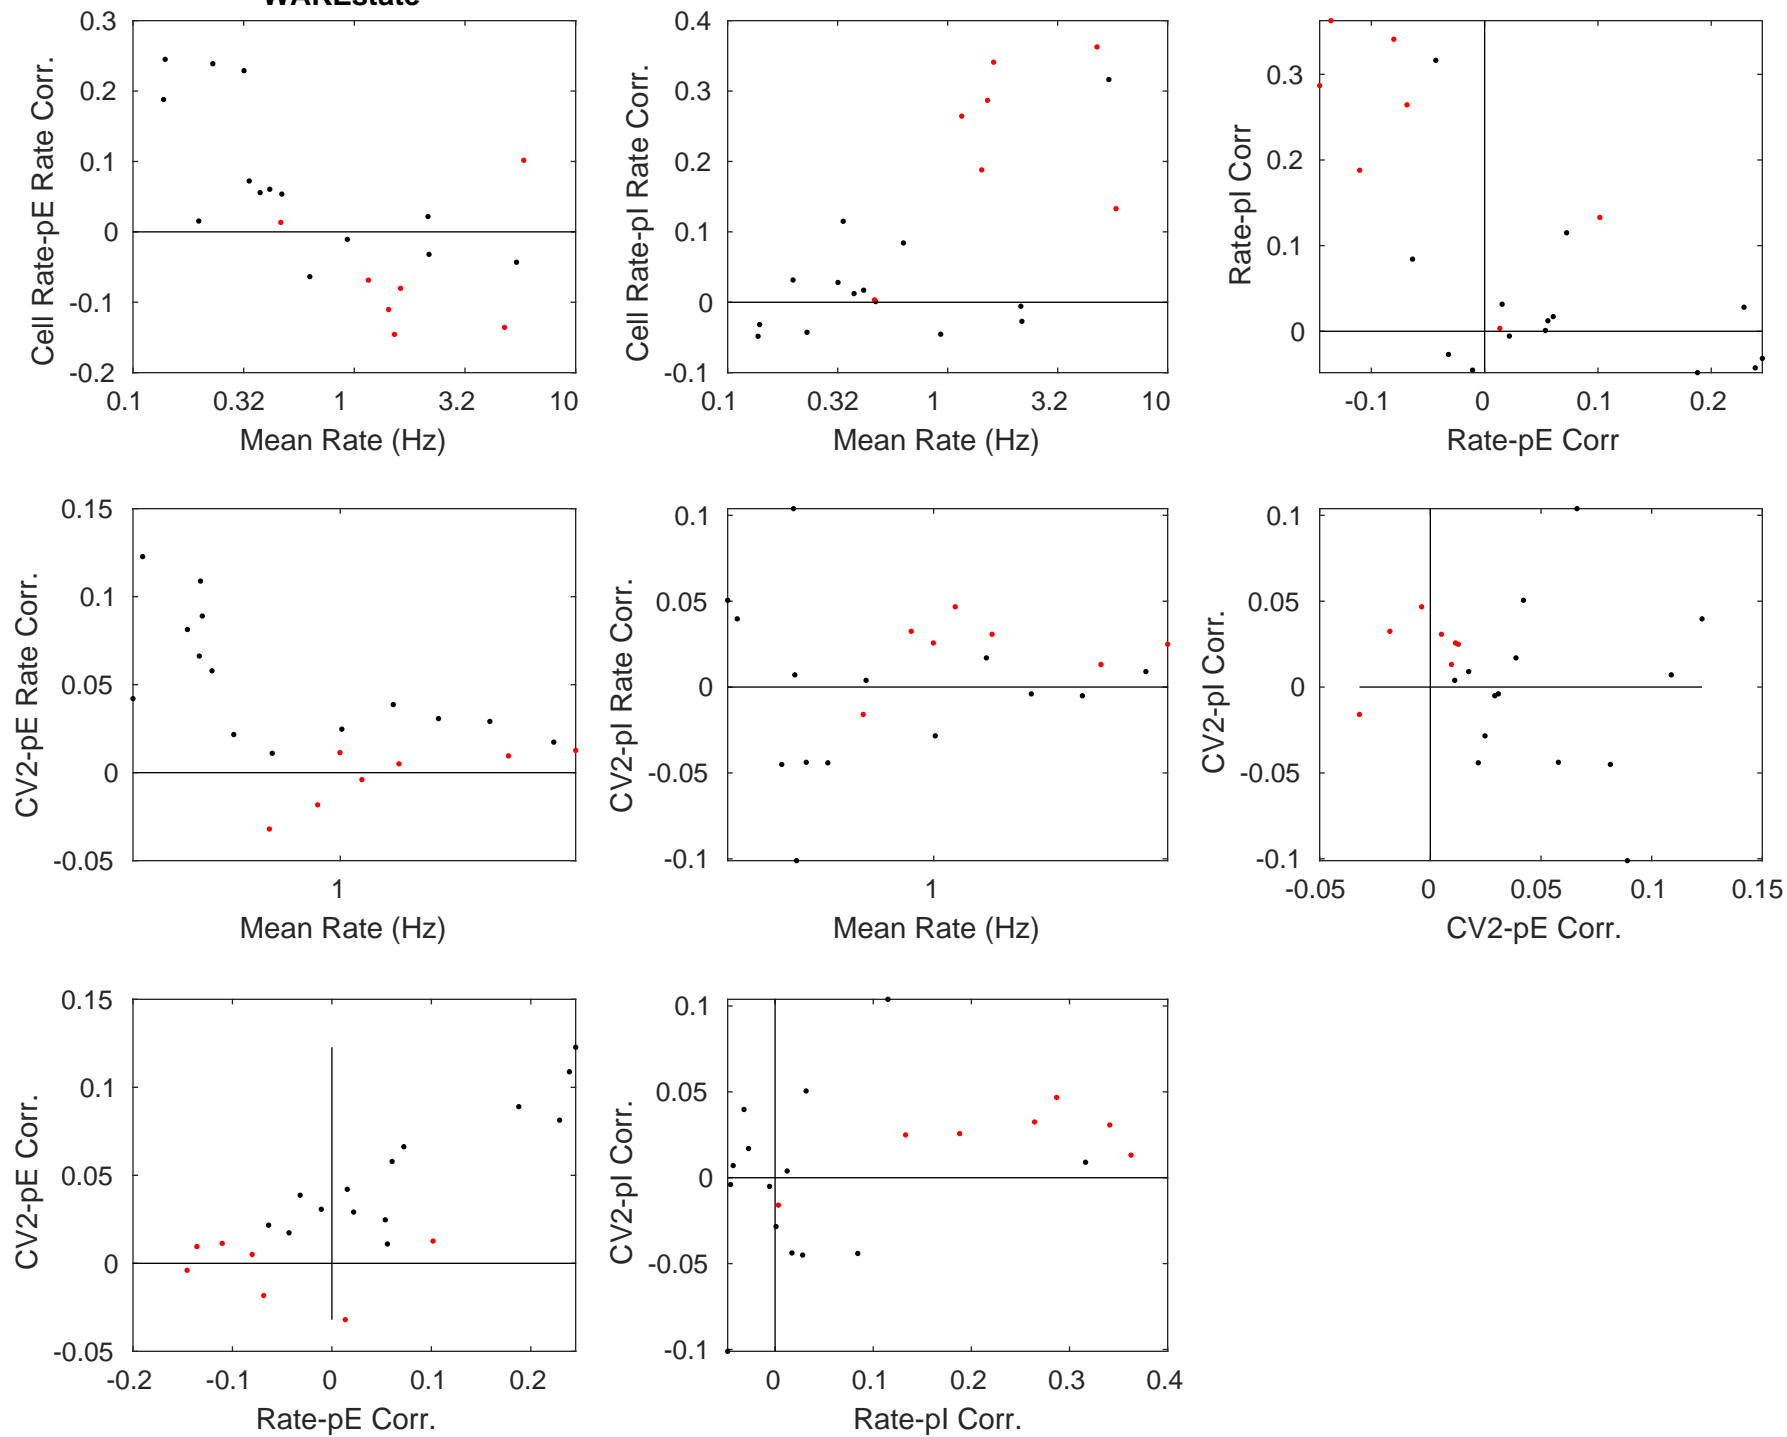 WAKEstate
0.3
0.2
0.1
0
-0.1
-0.2
Cell Rate-pE Rate Corr.
0.1 0.32 1 3.2 10
Mean Rate (Hz)
0.4
0.3
0.2
0.1
0
-0.1
Cell Rate-pI Rate Corr.
0.1 0.32 1 3.2 10
Mean Rate (Hz)
0.3
0.2
0.1
0
Rate-pI Corr
-0.1 0 0.1 0.2
Rate-pE Corr
0.15
0.1
0.05
0
-0.05
CV2-pE Rate Corr.
1
Mean Rate (Hz)
0.1
0.05
0
-0.05
-0.1
CV2-pI Rate Corr.
1
Mean Rate (Hz)
0.1
0.05
0
-0.05
-0.1
CV2-pI Corr.
-0.05 0 0.05 0.1 0.15
CV2-pE Corr.
0.15
0.1
0.05
0
-0.05
CV2-pE Corr.
-0.2 -0.1 0 0.1 0.2
Rate-pE Corr.
0.1
0.05
0
-0.05
-0.1
CV2-pI Corr.
0 0.1 0.2 0.3 0.4
Rate-pI Corr.